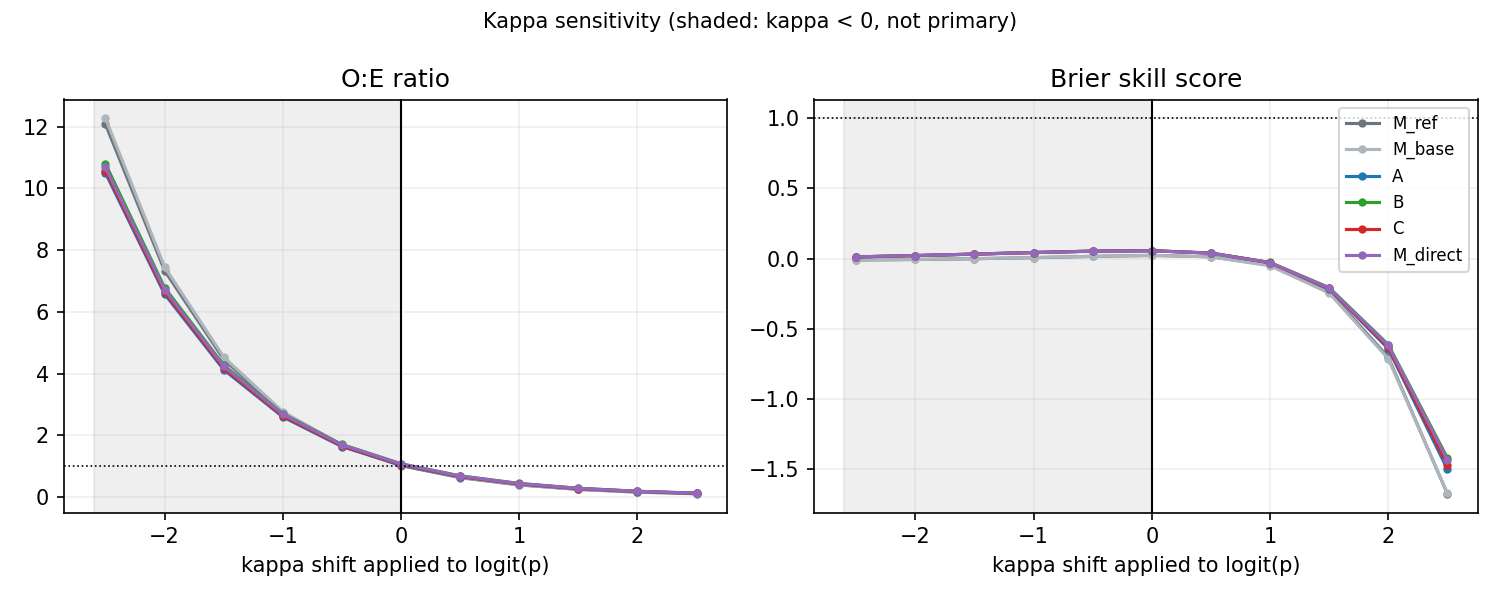 Kappa sensitivity (shaded: kappa < 0, not primary)
O:E ratio
12
10
8
6
4
2
0
−2
−1
0
1
2
kappa shift applied to logit(p)
Brier skill score
1.0
0.5
0.0
−0.5
−1.0
−1.5
M_ref
M_base
A
B
C
M_direct
−2
−1
0
1
2
kappa shift applied to logit(p)